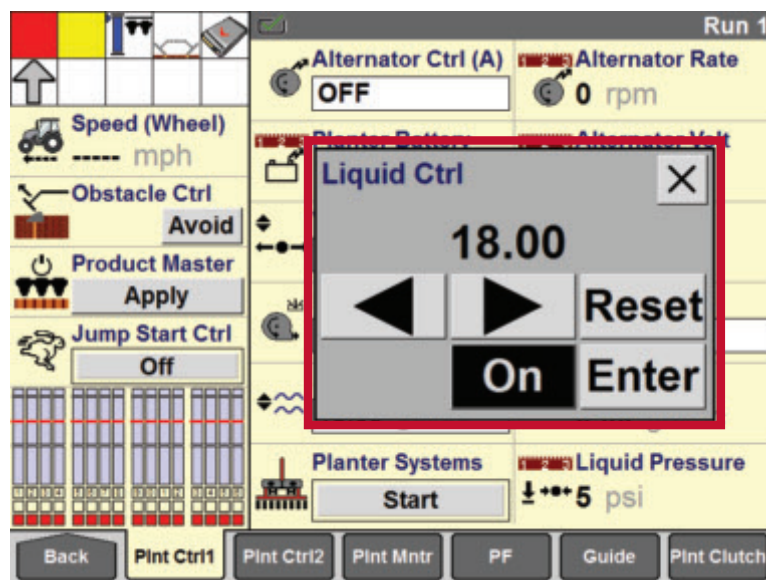 Run 1
Alternator Ctrl (A)
OFF
Alternator Rate
0 rpm
Speed (Wheel)
----- mph
Obstacle Ctrl
Avoid
Product Master
Apply
Jump Start Ctrl
Off
Liquid Ctrl
18.00
Reset
On
Enter
Planter Systems
Start
Liquid Pressure
5 psi
Back
Plnt Ctrl1
Plnt Ctrl2
Plnt Mntr
PF
Guide
Plnt Clutch